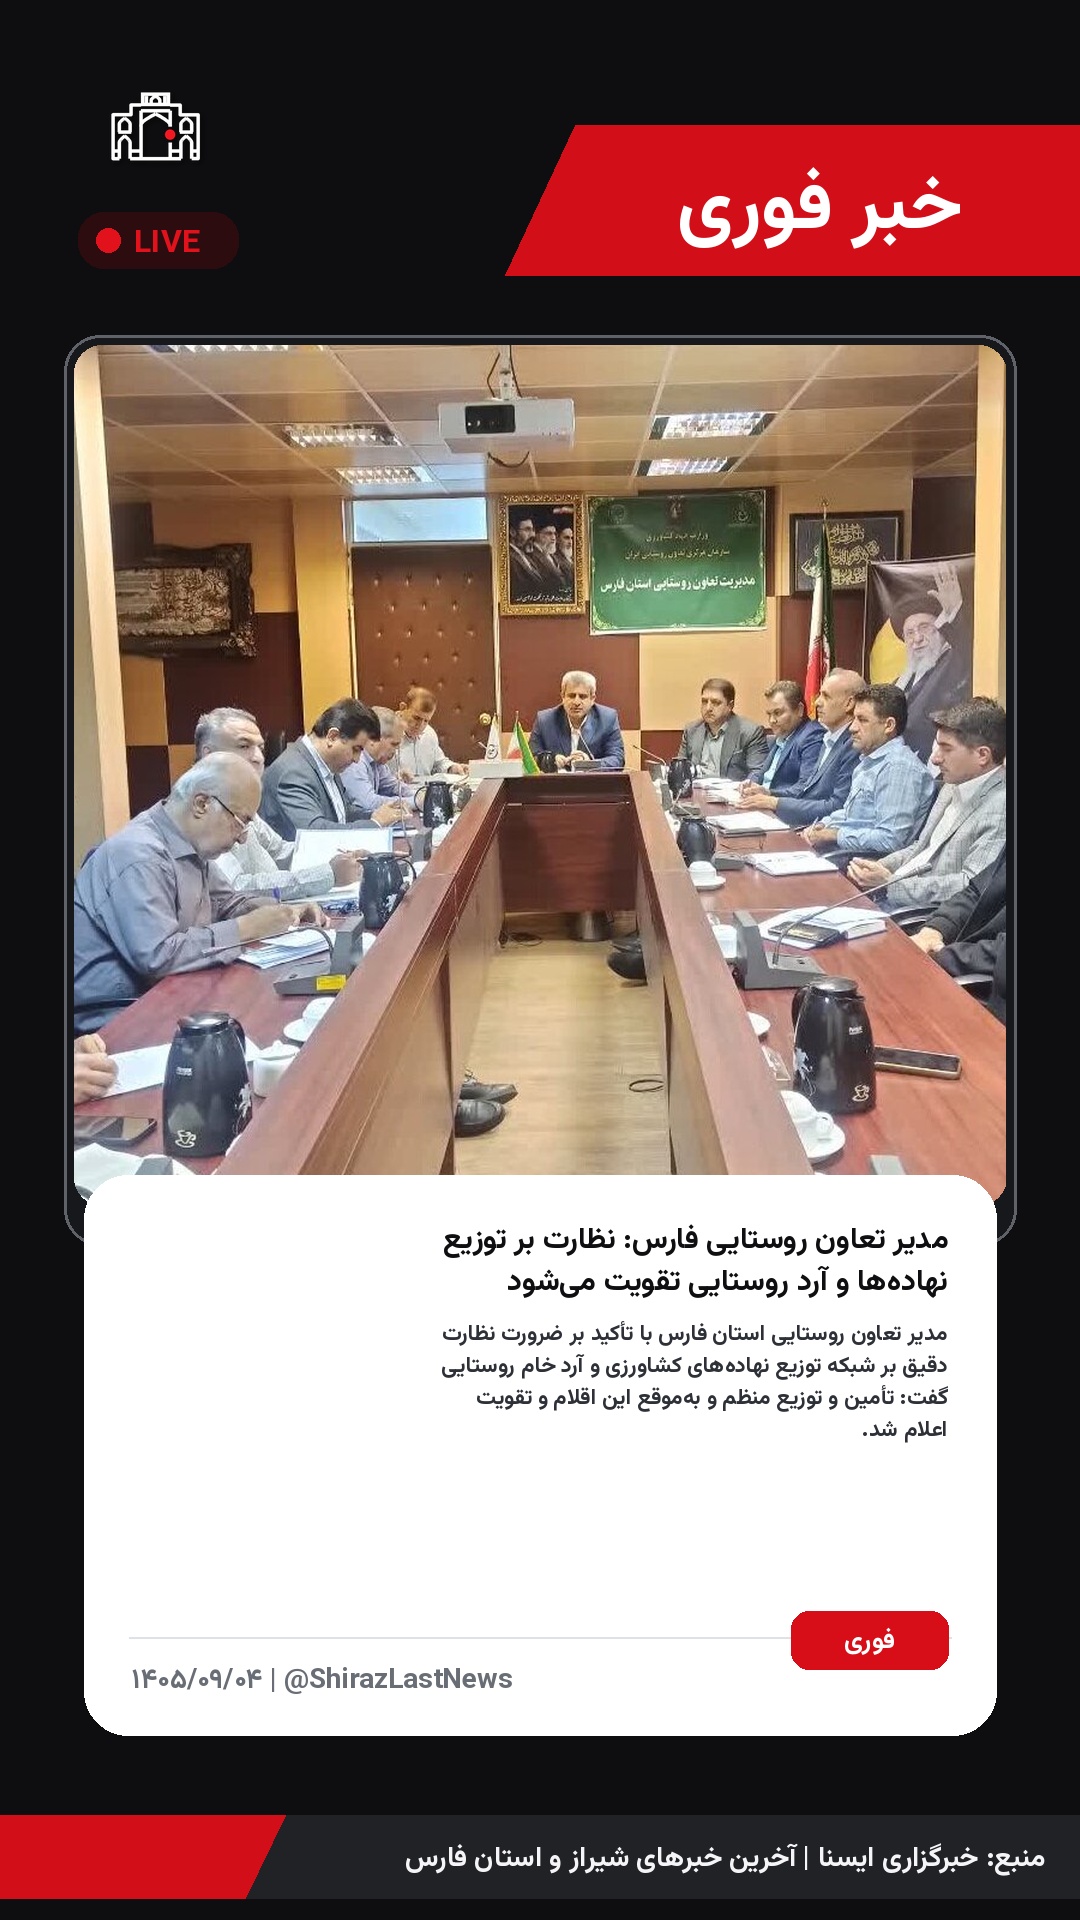 خبر فوری
LIVE
وزارت جهاد کشاورزی
سازمان مرکزی تعاون روستایی ایران
مدیریت تعاون روستایی استان فارس
مدیر تعاون روستایی فارس: نظارت بر توزیع
نهاده‌ها و آرد روستایی تقویت می‌شود
مدیر تعاون روستایی استان فارس با تأکید بر ضرورت نظارت
دقیق بر شبکه توزیع نهاده‌های کشاورزی و آرد خام روستایی
گفت: تأمین و توزیع منظم و به‌موقع این اقلام و تقویت
اعلام شد.
فوری
۱۴۰۵/۰۹/۰۴ | @ShirazLastNews
منبع: خبرگزاری ایسنا | آخرین خبرهای شیراز و استان فارس